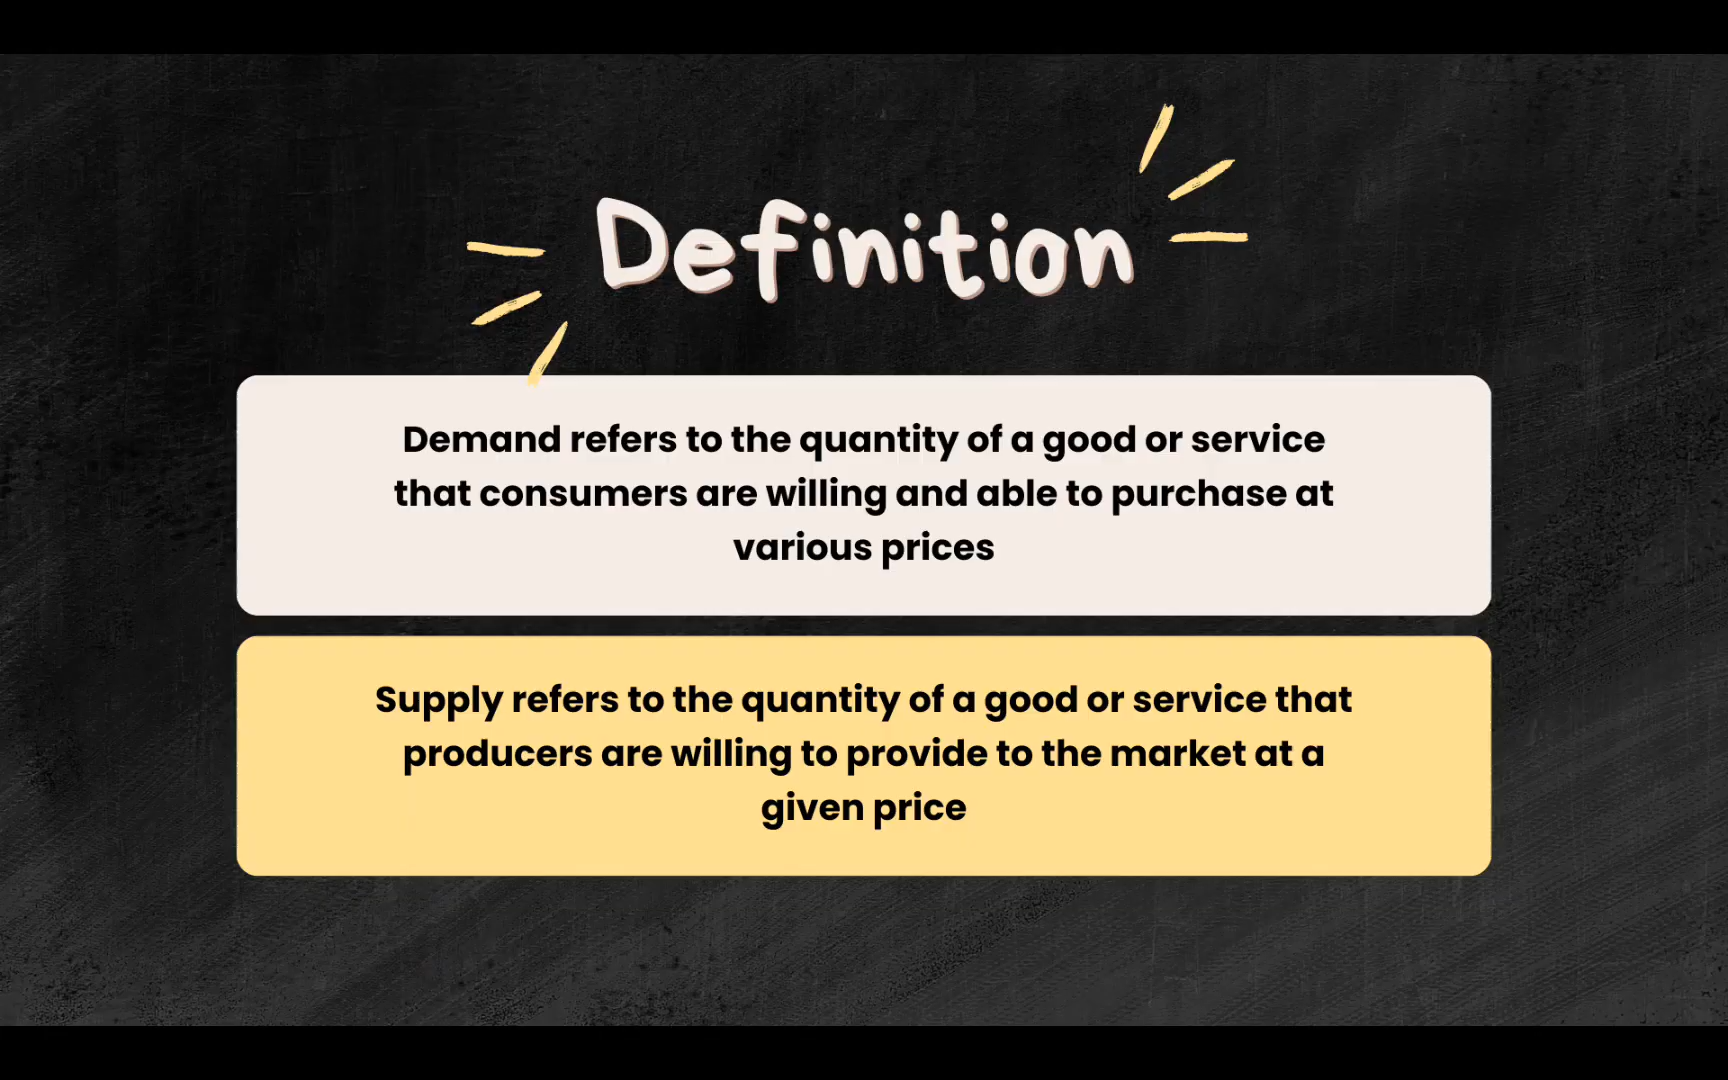 Definition
Demand refers to the quantity of a good or service
that consumers are willing and able to purchase at
various prices
Supply refers to the quantity of a good or service that
producers are willing to provide to the market at a
given price